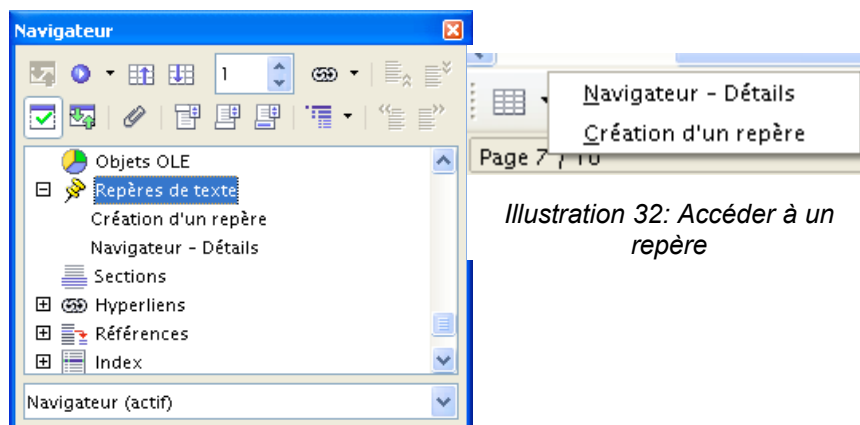 Navigateur
1
Objets OLE
Repères de texte
Création d'un repère
Navigateur – Détails
Sections
Hyperliens
Références
Index
Navigateur (actif)
Navigateur – Détails
Création d'un repère
Page 7 / 10
Illustration 32: Accéder à un
repère